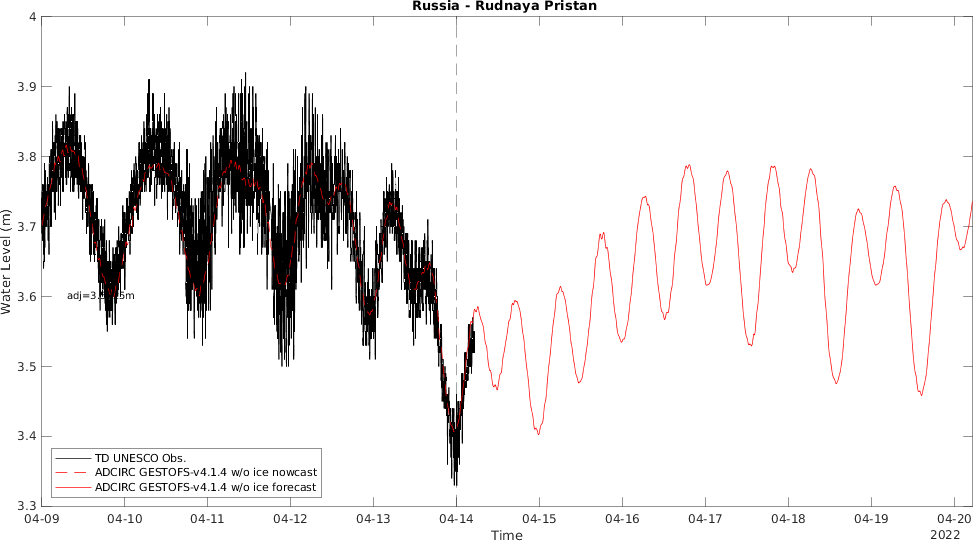 Russia - Rudnaya Pristan
4
3.9
3.8
3.7
3.6
3.5
3.4
3.3
Water Level (m)
TD UNESCO Obs.
ADCIRC GESTOFS-v4.1.4 w/o ice nowcast
ADCIRC GESTOFS-v4.1.4 w/o ice forecast
04-09 04-10 04-11 04-12 04-13 04-14 04-15 04-16 04-17 04-18 04-19 04-20
2022
Time